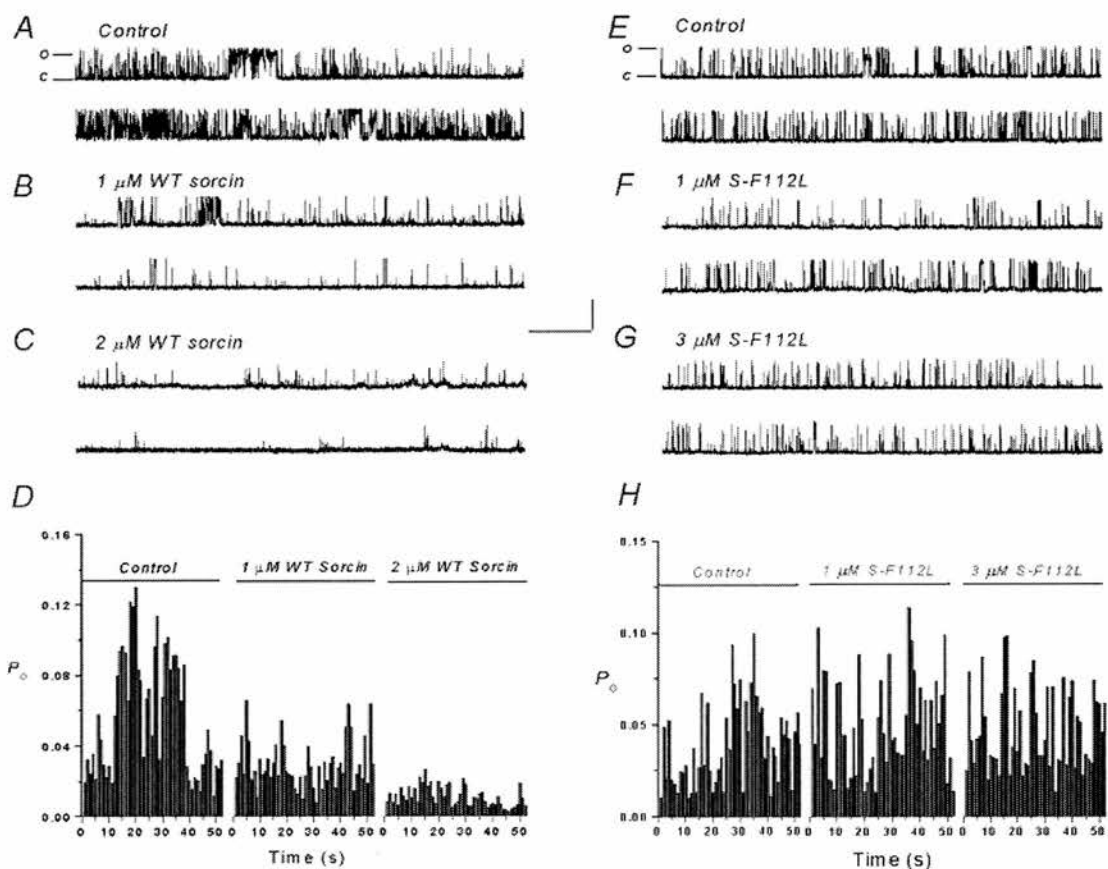 A
Control
o
c
B
1 μM WT sorcin
C
2 μM WT sorcin
D
0.16
0.12
0.08
0.04
0.00
Po
Control
1 μM WT Sorcin
2 μM WT Sorcin
0 10 20 30 40 50
0 10 20 30 40 50
0 10 20 30 40 50
Time (s)
E
Control
o
c
F
1 μM S-F112L
G
3 μM S-F112L
H
0.15
0.10
0.05
0.00
Po
Control
1 μM S-F112L
3 μM S-F112L
0 10 20 30 40 50
0 10 20 30 40 50
0 10 20 30 40 50
Time (s)